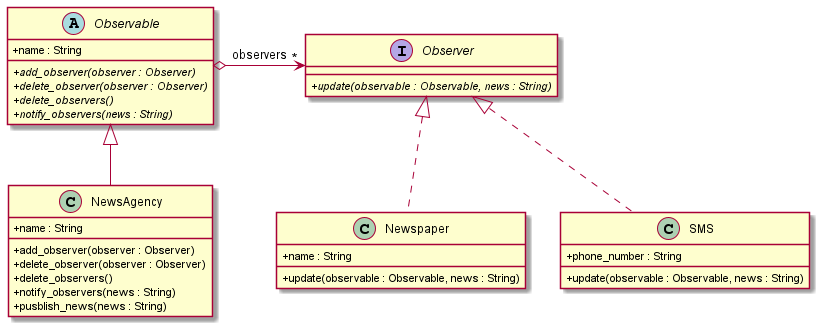 A Observable
+name : String
+add_observer(observer : Observer)
+delete_observer(observer : Observer)
+delete_observers()
+notify_observers(news : String)
observers *
I Observer
+update(observable : Observable, news : String)
C NewsAgency
+name : String
+add_observer(observer : Observer)
+delete_observer(observer : Observer)
+delete_observers()
+notify_observers(news : String)
+pusblish_news(news : String)
C Newspaper
+name : String
+update(observable : Observable, news : String)
C SMS
+phone_number : String
+update(observable : Observable, news : String)